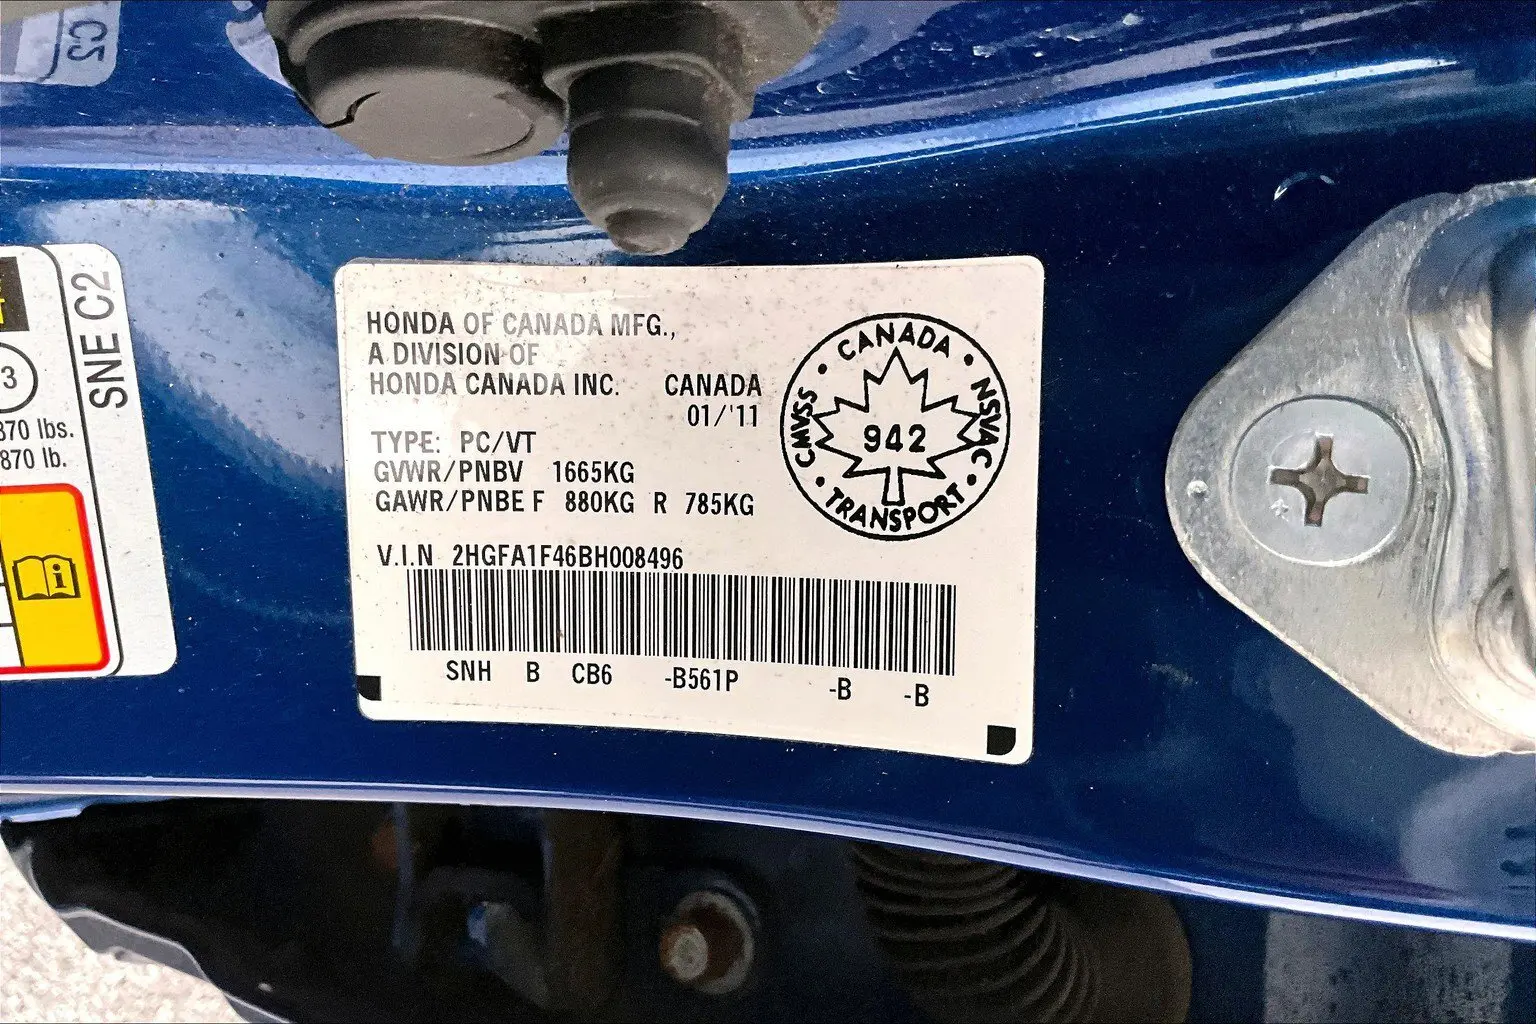 C2
SNE C2
3
870 lbs.
870 lb.
HONDA OF CANADA MFG.,
A DIVISION OF
HONDA CANADA INC. CANADA
01/'11
TYPE: PC/VT
GVWR/PNBV 1665KG
GAWR/PNBE F 880KG R 785KG
CANADA
CMVSS
NSVAC
942
TRANSPORT
V.I.N 2HGFA1F46BH008496
SNH B CB6 -B561P -B -B